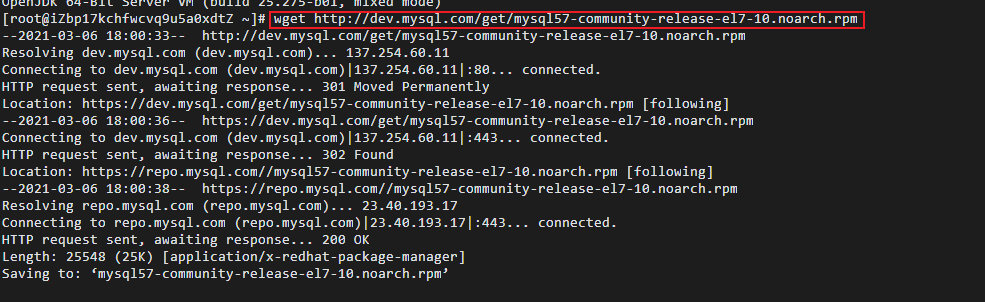 OpenJDK 64-Bit Server VM (build 25.275-b01, mixed mode)
[root@iZbp17kchfwcvq9u5a0xdtZ ~]# wget http://dev.mysql.com/get/mysql57-community-release-el7-10.noarch.rpm
--2021-03-06 18:00:33--  http://dev.mysql.com/get/mysql57-community-release-el7-10.noarch.rpm
Resolving dev.mysql.com (dev.mysql.com)... 137.254.60.11
Connecting to dev.mysql.com (dev.mysql.com)|137.254.60.11|:80... connected.
HTTP request sent, awaiting response... 301 Moved Permanently
Location: https://dev.mysql.com/get/mysql57-community-release-el7-10.noarch.rpm [following]
--2021-03-06 18:00:36--  https://dev.mysql.com/get/mysql57-community-release-el7-10.noarch.rpm
Connecting to dev.mysql.com (dev.mysql.com)|137.254.60.11|:443... connected.
HTTP request sent, awaiting response... 302 Found
Location: https://repo.mysql.com//mysql57-community-release-el7-10.noarch.rpm [following]
--2021-03-06 18:00:38--  https://repo.mysql.com//mysql57-community-release-el7-10.noarch.rpm
Resolving repo.mysql.com (repo.mysql.com)... 23.40.193.17
Connecting to repo.mysql.com (repo.mysql.com)|23.40.193.17|:443... connected.
HTTP request sent, awaiting response... 200 OK
Length: 25548 (25K) [application/x-redhat-package-manager]
Saving to: ‘mysql57-community-release-el7-10.noarch.rpm’